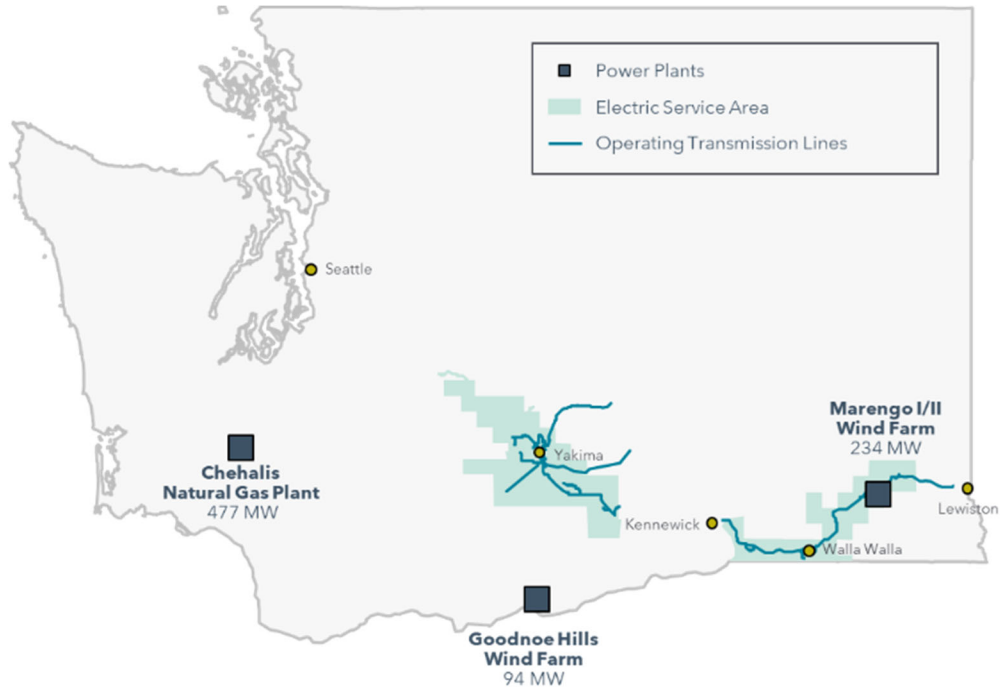 Power Plants
Electric Service Area
Operating Transmission Lines
Seattle
Marengo I/II
Wind Farm
234 MW
Chehalis
Natural Gas Plant
477 MW
Yakima
Kennewick
Lewiston
Walla Walla
Goodnoe Hills
Wind Farm
94 MW